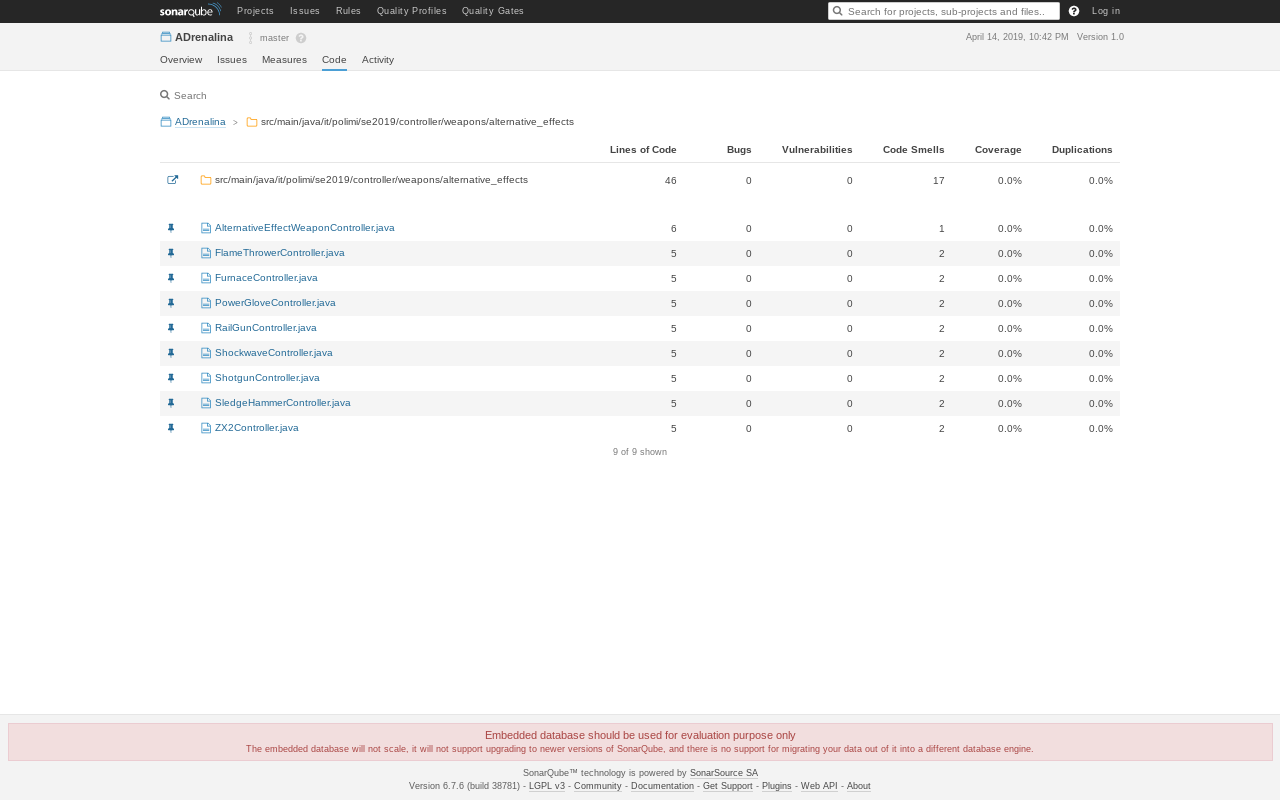 sonarqube Projects Issues Rules Quality Profiles Quality Gates Search for projects, sub-projects and files.. Log in
ADrenalina master April 14, 2019, 10:42 PM Version 1.0
Overview Issues Measures Code Activity
Search
ADrenalina > src/main/java/it/polimi/se2019/controller/weapons/alternative_effects
Lines of Code Bugs Vulnerabilities Code Smells Coverage Duplications
src/main/java/it/polimi/se2019/controller/weapons/alternative_effects 46 0 0 17 0.0% 0.0%
AlternativeEffectWeaponController.java 6 0 0 1 0.0% 0.0%
FlameThrowerController.java 5 0 0 2 0.0% 0.0%
FurnaceController.java 5 0 0 2 0.0% 0.0%
PowerGloveController.java 5 0 0 2 0.0% 0.0%
RailGunController.java 5 0 0 2 0.0% 0.0%
ShockwaveController.java 5 0 0 2 0.0% 0.0%
ShotgunController.java 5 0 0 2 0.0% 0.0%
SledgeHammerController.java 5 0 0 2 0.0% 0.0%
ZX2Controller.java 5 0 0 2 0.0% 0.0%
9 of 9 shown
Embedded database should be used for evaluation purpose only
The embedded database will not scale, it will not support upgrading to newer versions of SonarQube, and there is no support for migrating your data out of it into a different database engine.
SonarQube™ technology is powered by SonarSource SA
Version 6.7.6 (build 38781) - LGPL v3 - Community - Documentation - Get Support - Plugins - Web API - About